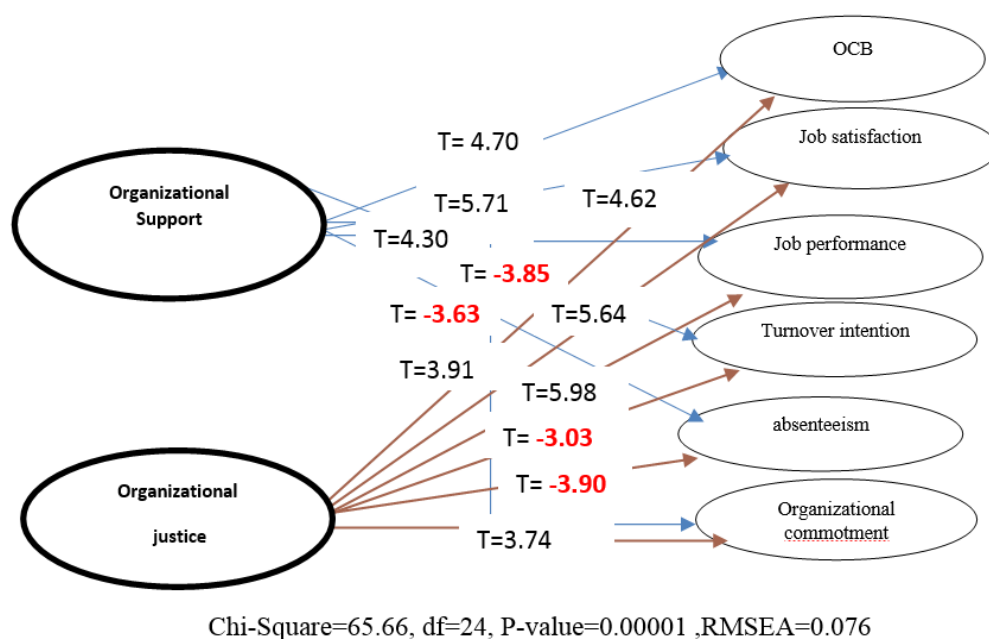 OCB
Job satisfaction
T= 4.70
Organizational
Support
T=5.71
T=4.62
T=4.30
Job performance
T= -3.85
T= -3.63
T=5.64
Turnover intention
T=3.91
T=5.98
absenteeism
T= -3.03
T= -3.90
Organizational
justice
Organizational
commotment
T=3.74
Chi-Square=65.66, df=24, P-value=0.00001 ,RMSEA=0.076